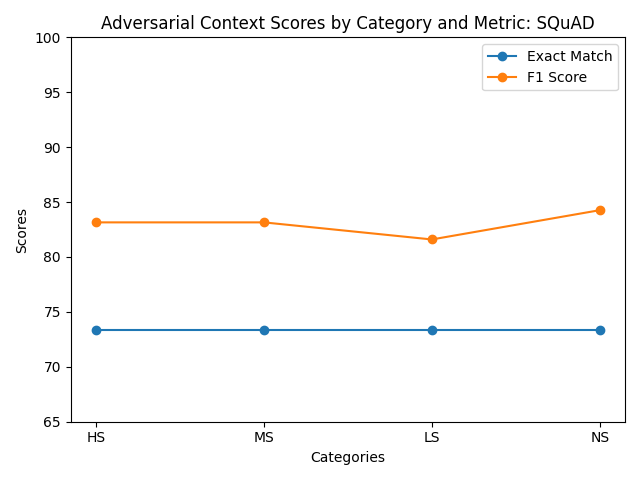 Adversarial Context Scores by Category and Metric: SQuAD
100
95
90
85
80
75
70
65
Scores
Exact Match
F1 Score
HS
MS
LS
NS
Categories